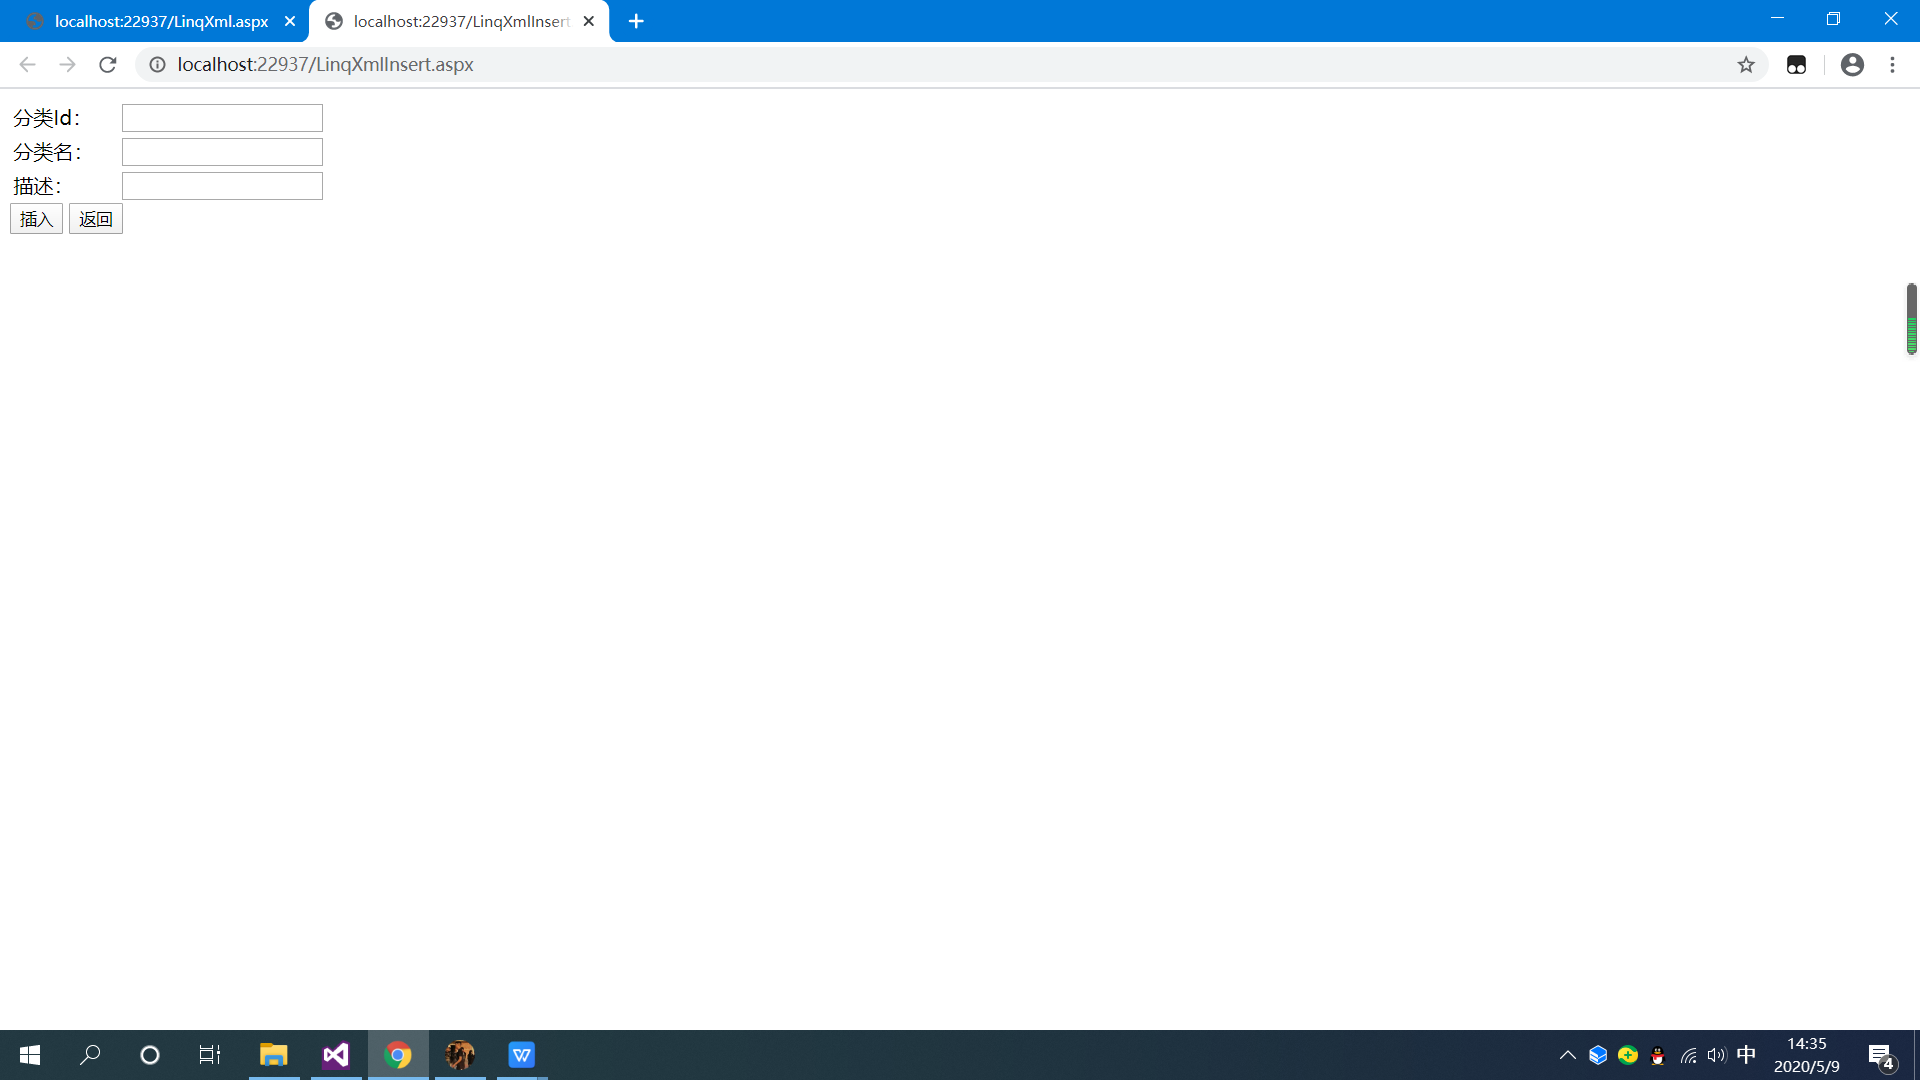 localhost:22937/LinqXml.aspx
localhost:22937/LinqXmlInsert
localhost:22937/LinqXmlInsert.aspx
分类Id：
分类名：
描述：
插入 返回
中
14:35
2020/5/9
4